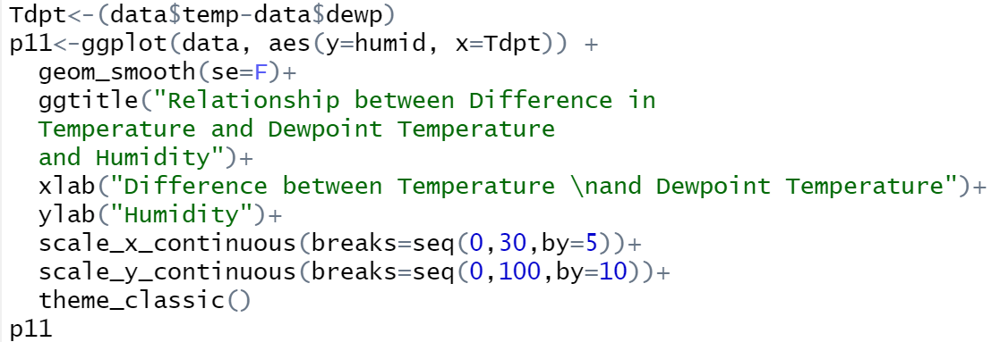 Tdpt<-(data$temp-data$dewp)
p11<-ggplot(data, aes(y=humid, x=Tdpt)) +
  geom_smooth(se=F)+
  ggtitle("Relationship between Difference in
  Temperature and Dewpoint Temperature
  and Humidity")+
  xlab("Difference between Temperature \nand Dewpoint Temperature")+
  ylab("Humidity")+
  scale_x_continuous(breaks=seq(0,30,by=5))+
  scale_y_continuous(breaks=seq(0,100,by=10))+
  theme_classic()
p11